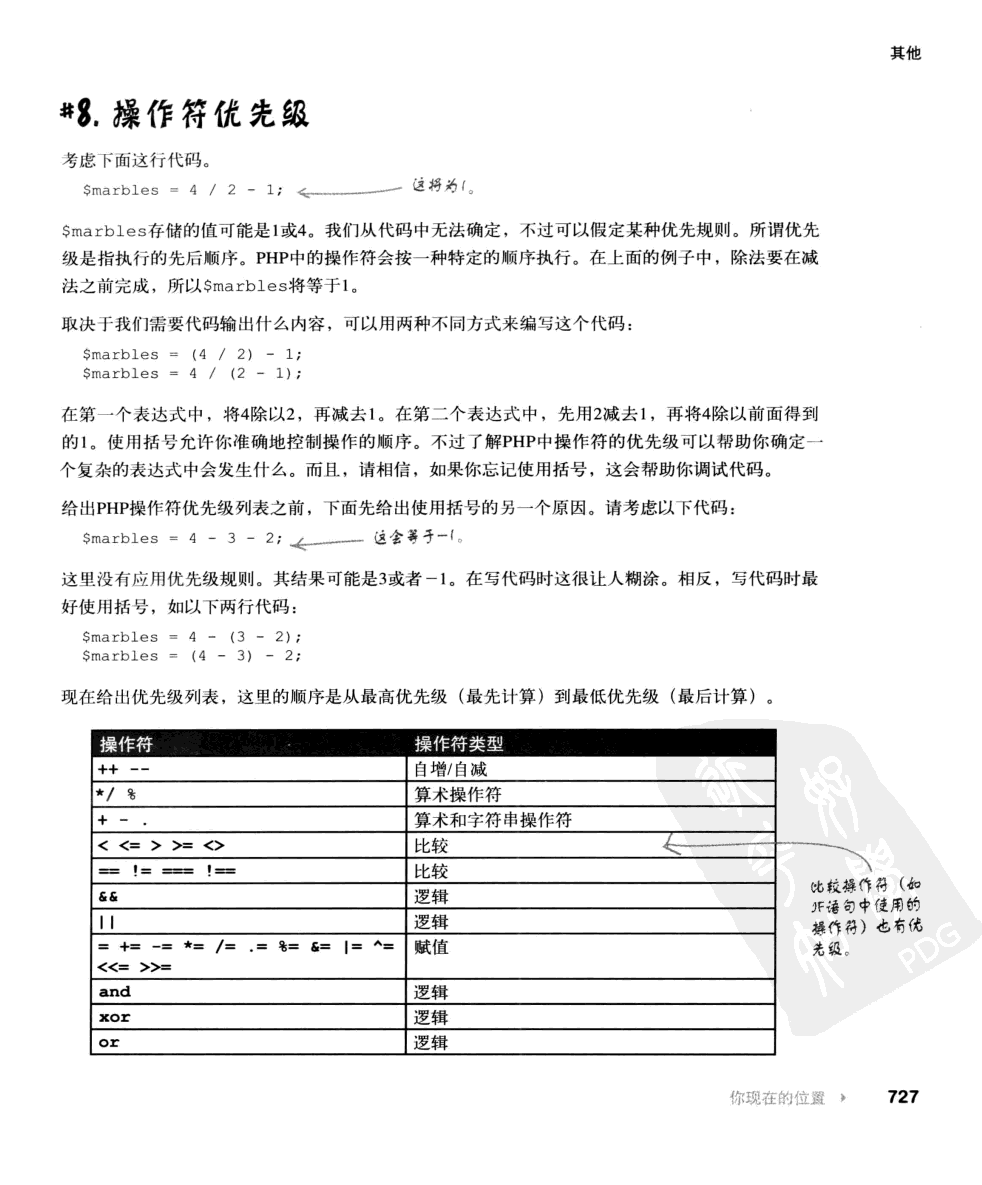 其他
#8. 操作符优先级
考虑下面这行代码。
$marbles = 4 / 2 - 1;
这将为1。
$marbles存储的值可能是1或4。我们从代码中无法确定，不过可以假定某种优先规则。所谓优先
级是指执行的先后顺序。PHP中的操作符会按一种特定的顺序执行。在上面的例子中，除法要在减
法之前完成，所以$marbles将等于1。
取决于我们需要代码输出什么内容，可以用两种不同方式来编写这个代码：
$marbles = (4 / 2) - 1;
$marbles = 4 / (2 - 1);
在第一个表达式中，将4除以2，再减去1。在第二个表达式中，先用2减去1，再将4除以前面得到
的1。使用括号允许你准确地控制操作的顺序。不过了解PHP中操作符的优先级可以帮助你确定一
个复杂的表达式中会发生什么。而且，请相信，如果你忘记使用括号，这会帮助你调试代码。
给出PHP操作符优先级列表之前，下面先给出使用括号的另一个原因。请考虑以下代码：
$marbles = 4 - 3 - 2;
这会等于-1。
这里没有应用优先级规则。其结果可能是3或者－1。在写代码时这很让人糊涂。相反，写代码时最
好使用括号，如以下两行代码：
$marbles = 4 - (3 - 2);
$marbles = (4 - 3) - 2;
现在给出优先级列表，这里的顺序是从最高优先级（最先计算）到最低优先级（最后计算）。
操作符 操作符类型
++ -- 自增/自减
*/ % 算术操作符
+ - . 算术和字符串操作符
< <= > >= <> 比较
== != === !== 比较
&& 逻辑
|| 逻辑
= += -= *= /= .= %= &= |= ^= 赋值
<<= >>=
and 逻辑
xor 逻辑
or 逻辑
比较操作符（如
IF语句中使用的
操作符）也有优
先级。
PDG
你现在的位置 727